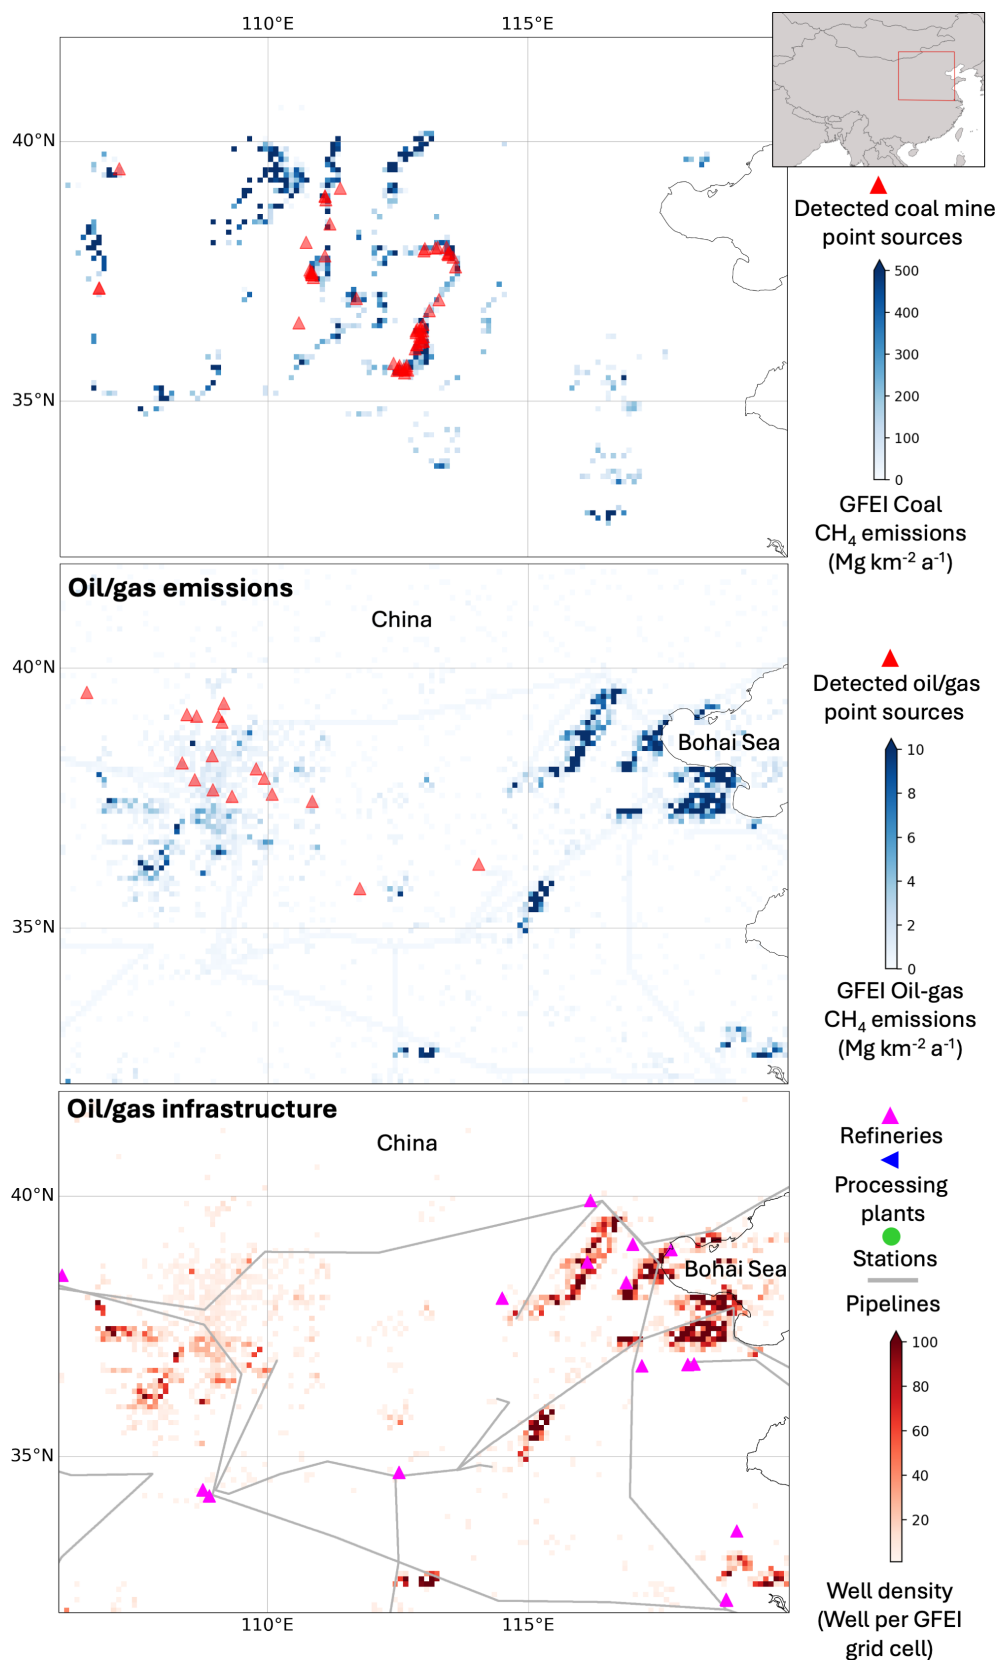 110°E 115°E
40°N
35°N
Detected coal mine
point sources
500
400
300
200
100
0
GFEI Coal
CH₄ emissions
(Mg km⁻² a⁻¹)
Oil/gas emissions
China
40°N
Bohai Sea
35°N
Detected oil/gas
point sources
10
8
6
4
2
0
GFEI Oil-gas
CH₄ emissions
(Mg km⁻² a⁻¹)
Oil/gas infrastructure
China
40°N
Bohai Sea
35°N
110°E 115°E
Refineries
Processing
plants
Stations
Pipelines
100
80
60
40
20
Well density
(Well per GFEI
grid cell)